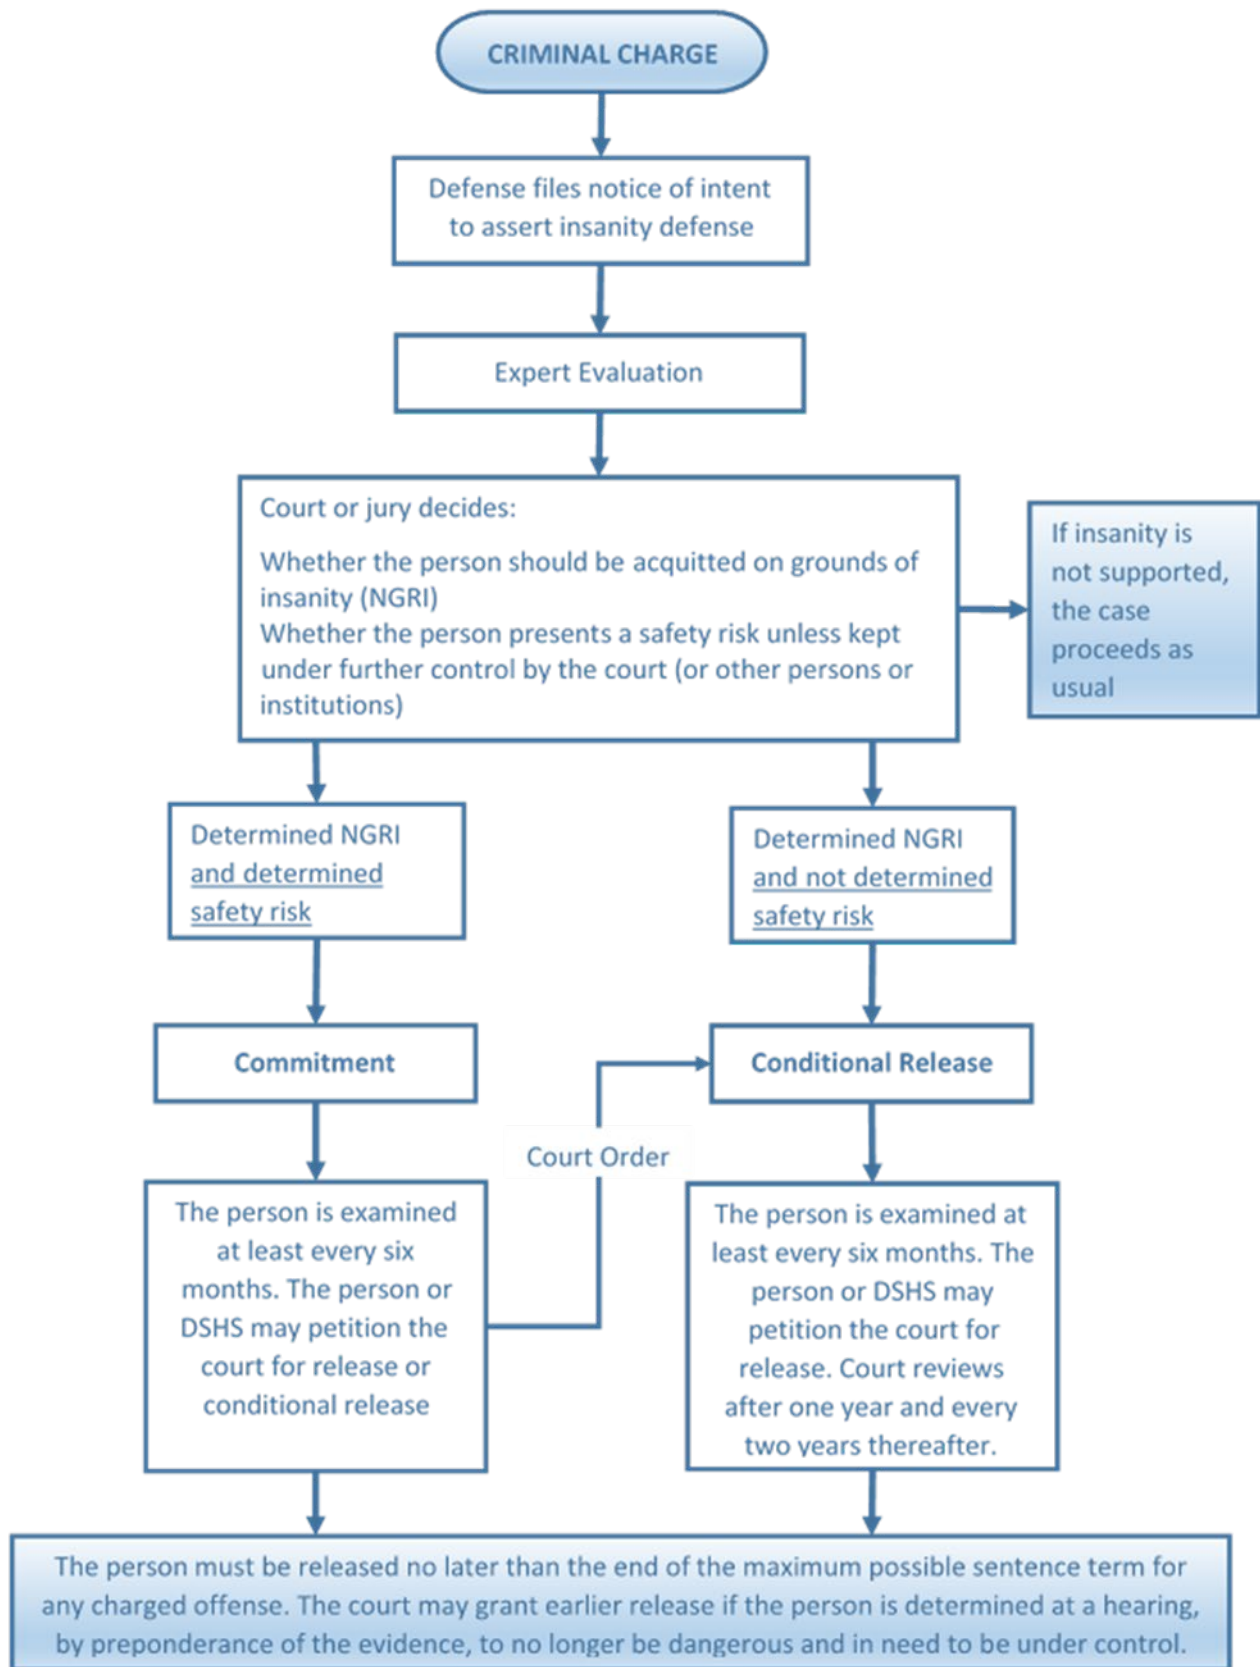 CRIMINAL CHARGE
Defense files notice of intent
to assert insanity defense
Expert Evaluation
Court or jury decides:
Whether the person should be acquitted on grounds of
insanity (NGRI)
Whether the person presents a safety risk unless kept
under further control by the court (or other persons or
institutions)
If insanity is
not supported,
the case
proceeds as
usual
Determined NGRI
and determined
safety risk
Determined NGRI
and not determined
safety risk
Commitment
Conditional Release
Court Order
The person is examined
at least every six
months. The person or
DSHS may petition the
court for release or
conditional release
The person is examined at
least every six months. The
person or DSHS may
petition the court for
release. Court reviews
after one year and every
two years thereafter.
The person must be released no later than the end of the maximum possible sentence term for
any charged offense. The court may grant earlier release if the person is determined at a hearing,
by preponderance of the evidence, to no longer be dangerous and in need to be under control.